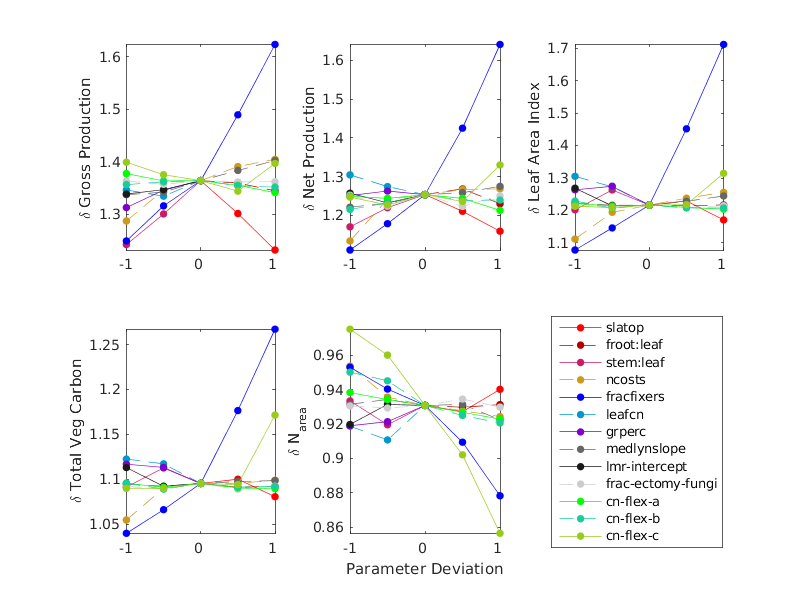 1.6
1.5
1.4
1.3
-1
0
1
δ Gross Production
1.6
1.5
1.4
1.3
1.2
-1
0
1
δ Net Production
1.7
1.6
1.5
1.4
1.3
1.2
1.1
-1
0
1
δ Leaf Area Index
1.25
1.2
1.15
1.1
1.05
-1
0
1
δ Total Veg Carbon
0.96
0.94
0.92
0.9
0.88
0.86
-1
0
1
δ Narea
Parameter Deviation
slatop
froot:leaf
stem:leaf
ncosts
fracfixers
leafcn
grperc
medlynslope
lmr-intercept
frac-ectomy-fungi
cn-flex-a
cn-flex-b
cn-flex-c